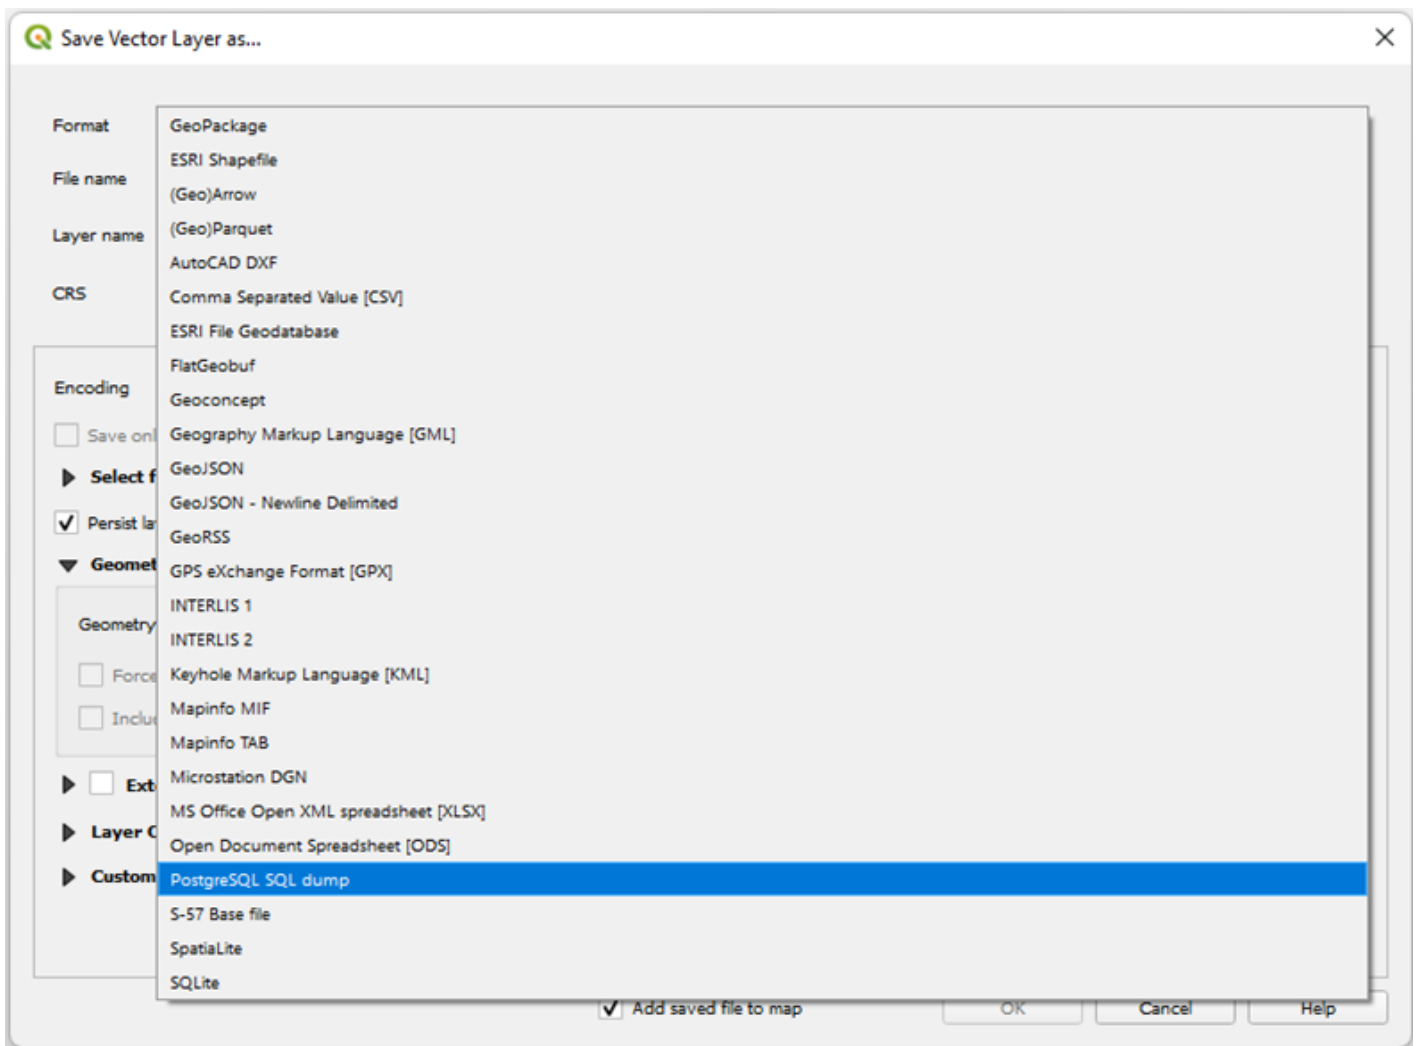 Save Vector Layer as...
Format
GeoPackage
ESRI Shapefile
File name
(Geo)Arrow
Layer name
(Geo)Parquet
AutoCAD DXF
CRS
Comma Separated Value [CSV]
ESRI File Geodatabase
FlatGeobuf
Encoding
Geoconcept
Save onl
Geography Markup Language [GML]
Select f
GeoJSON
GeoJSON - Newline Delimited
Persist la
GeoRSS
Geomet
GPS eXchange Format [GPX]
INTERLIS 1
Geometry
INTERLIS 2
Force
Keyhole Markup Language [KML]
Includ
Mapinfo MIF
Mapinfo TAB
Exte
Microstation DGN
MS Office Open XML spreadsheet [XLSX]
Layer O
Open Document Spreadsheet [ODS]
Custom
PostgreSQL SQL dump
S-57 Base file
SpatiaLite
SQLite
Add saved file to map
OK
Cancel
Help